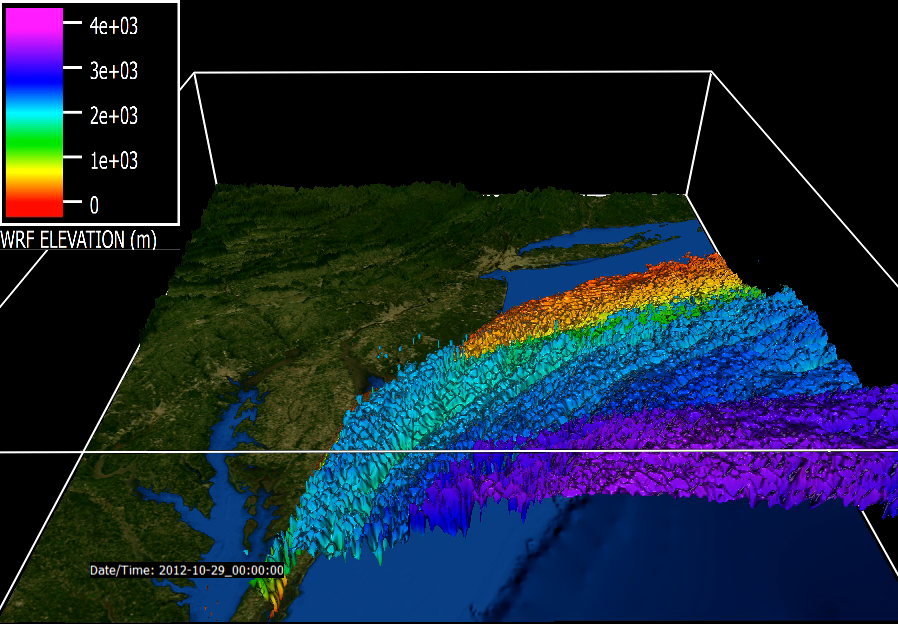 4e+03
3e+03
2e+03
1e+03
0
WRF ELEVATION (m)
Date/Time: 2012-10-29_00:00:00